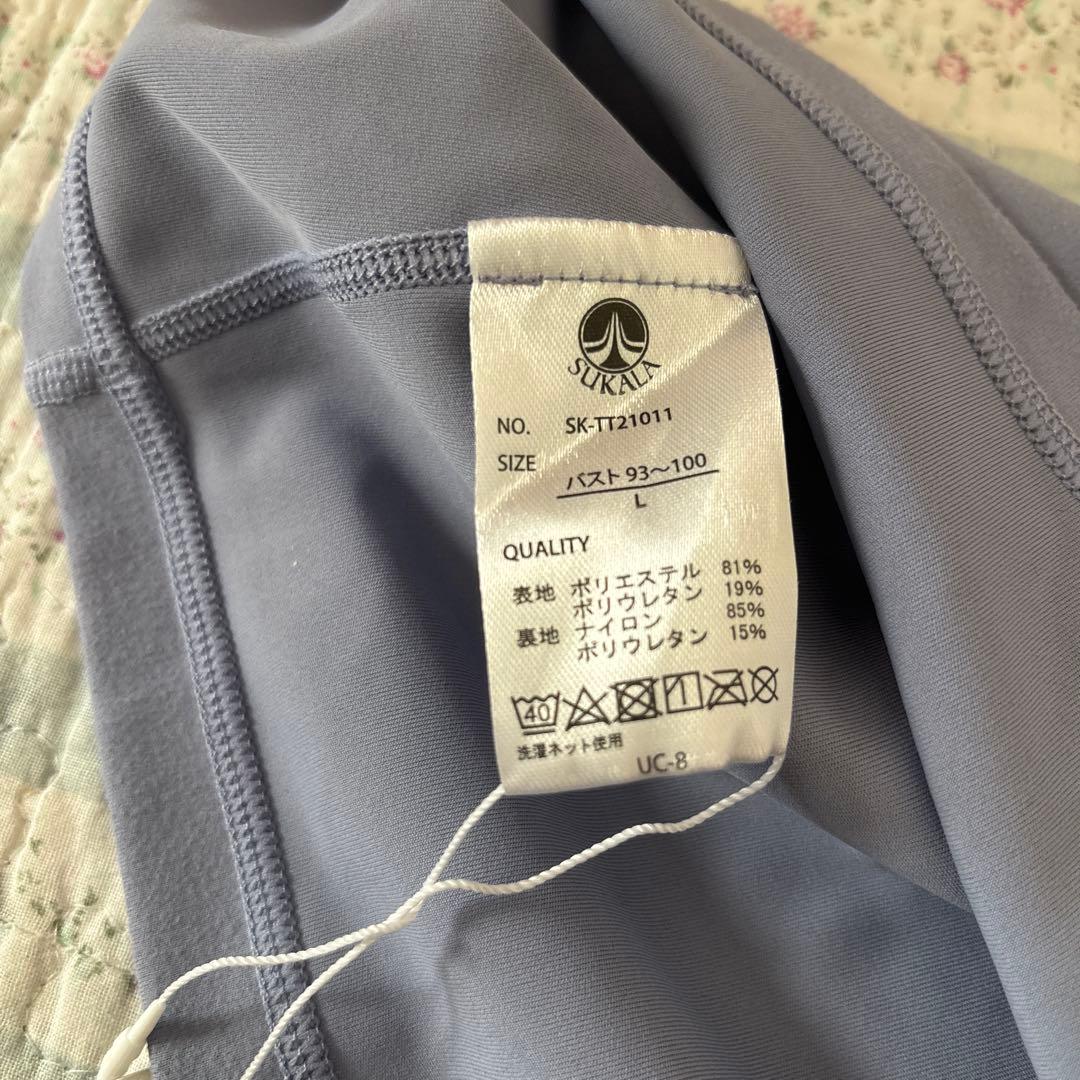 SUKALA
NO. SK-TT21011
SIZE バスト 93～100
L
QUALITY
表地 ポリエステル 81%
ポリウレタン 19%
裏地 ナイロン 85%
ポリウレタン 15%
40
洗濯ネット使用
UC-8